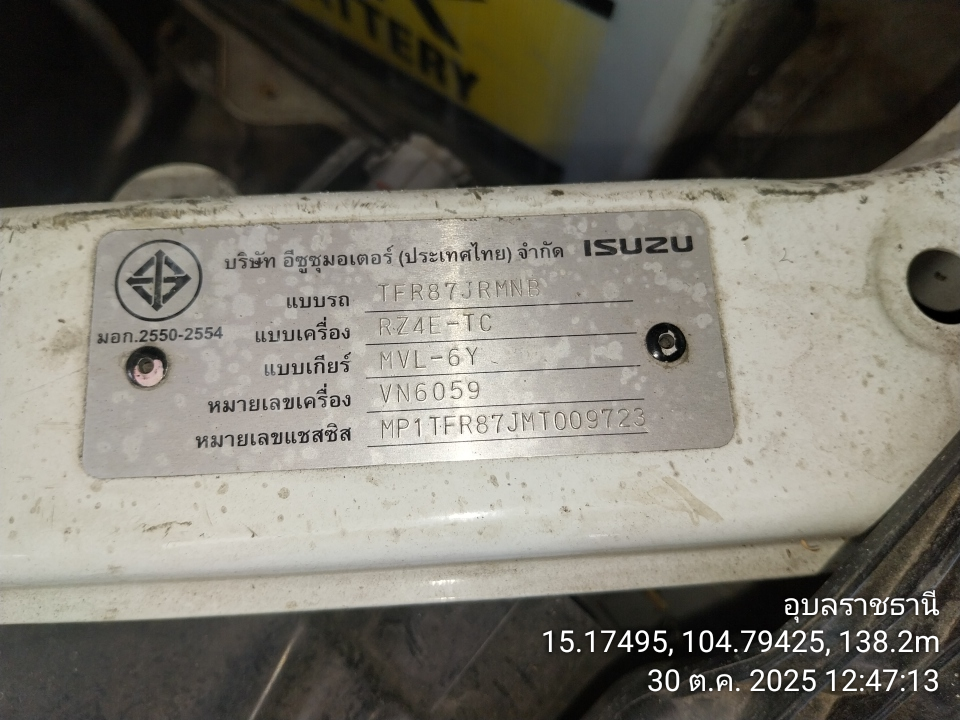 BATTERY
บริษัท อีซูซุมอเตอร์ (ประเทศไทย) จำกัด ISUZU
แบบรถ TFR87JRMNB
มอก.2550-2554 แบบเครื่อง RZ4E-TC
แบบเกียร์ MVL-6Y
หมายเลขเครื่อง VN6059
หมายเลขแชสซิส MP1TFR87JMT009723
อุบลราชธานี
15.17495, 104.79425, 138.2m
30 ต.ค. 2025 12:47:13